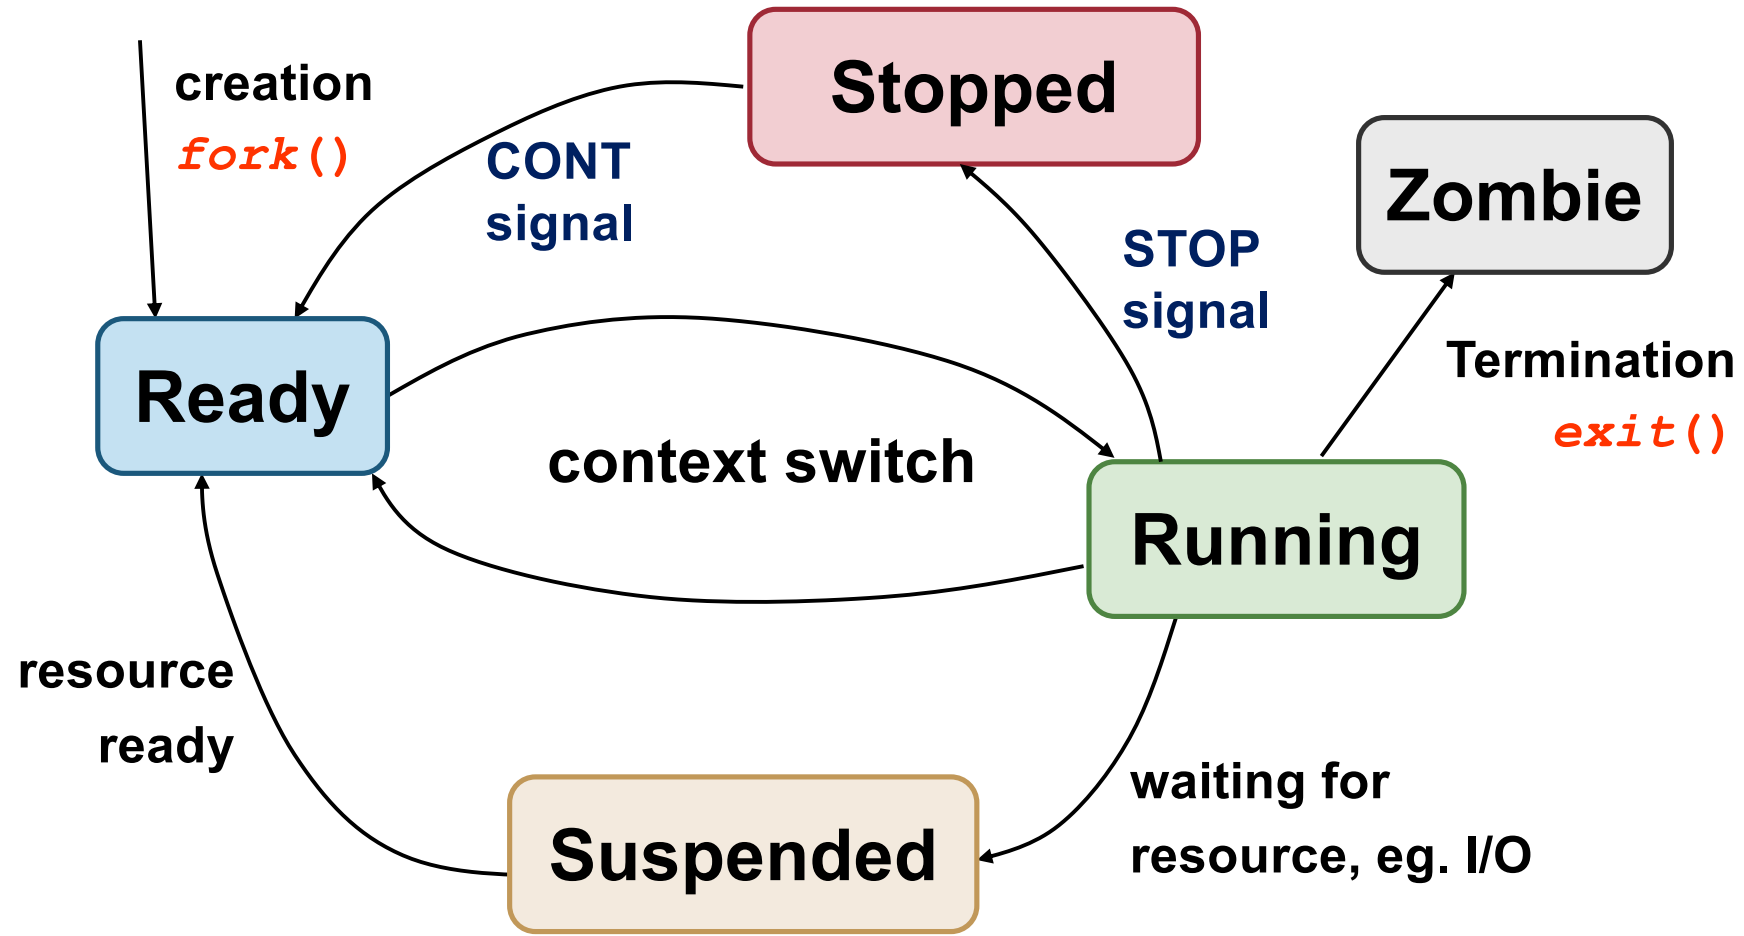 creation
fork()
Stopped
CONT
signal
Zombie
STOP
signal
Termination
exit()
Ready
context switch
Running
resource
ready
waiting for
resource, eg. I/O
Suspended